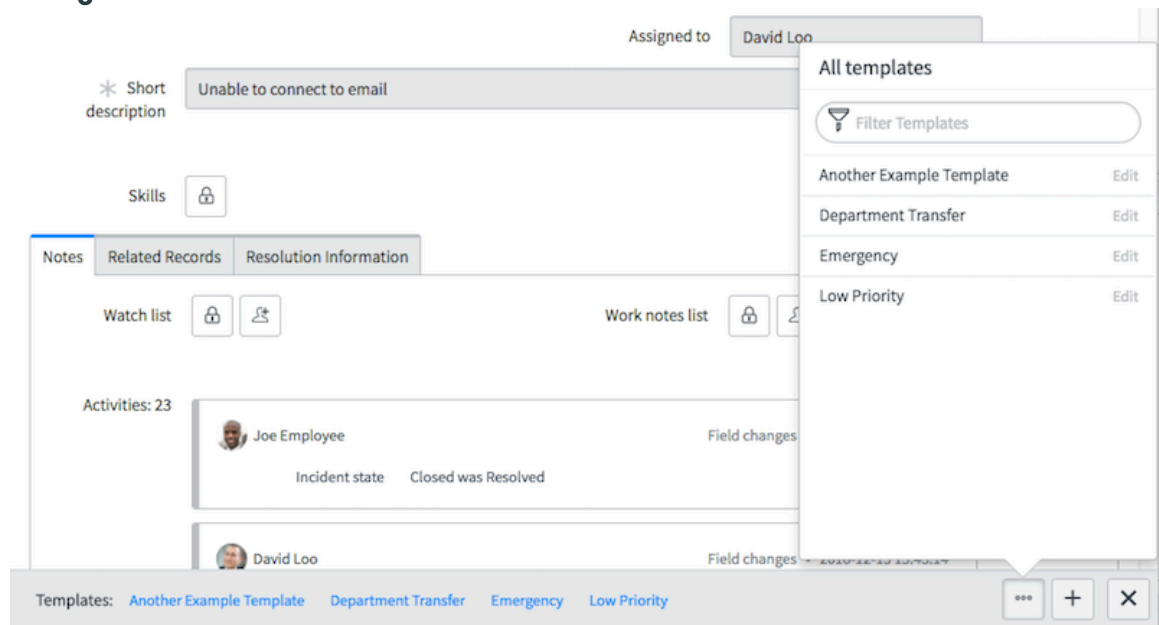 Assigned to David Loo
All templates
Short description
Unable to connect to email
Filter Templates
Another Example Template Edit
Department Transfer Edit
Emergency Edit
Low Priority Edit
Skills
Notes Related Records Resolution Information
Watch list Work notes list
Activities: 23
Joe Employee Field changes
Incident state Closed was Resolved
David Loo Field changes
Templates: Another Example Template Department Transfer Emergency Low Priority